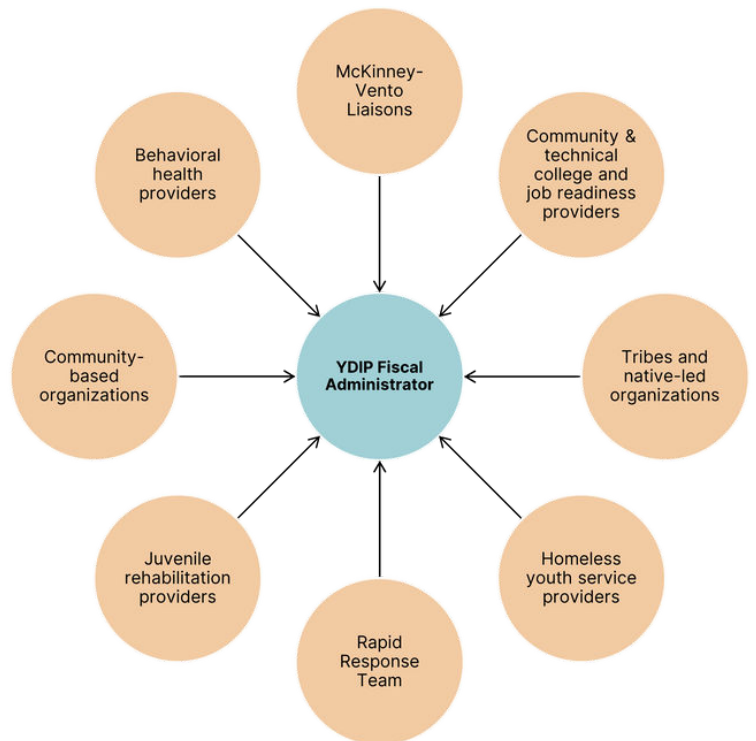 McKinney-
Vento
Liaisons
Behavioral
health
providers
Community &
technical
college and
job readiness
providers
Community-
based
organizations
YDIP Fiscal
Administrator
Tribes and
native-led
organizations
Juvenile
rehabilitation
providers
Homeless
youth service
providers
Rapid
Response
Team